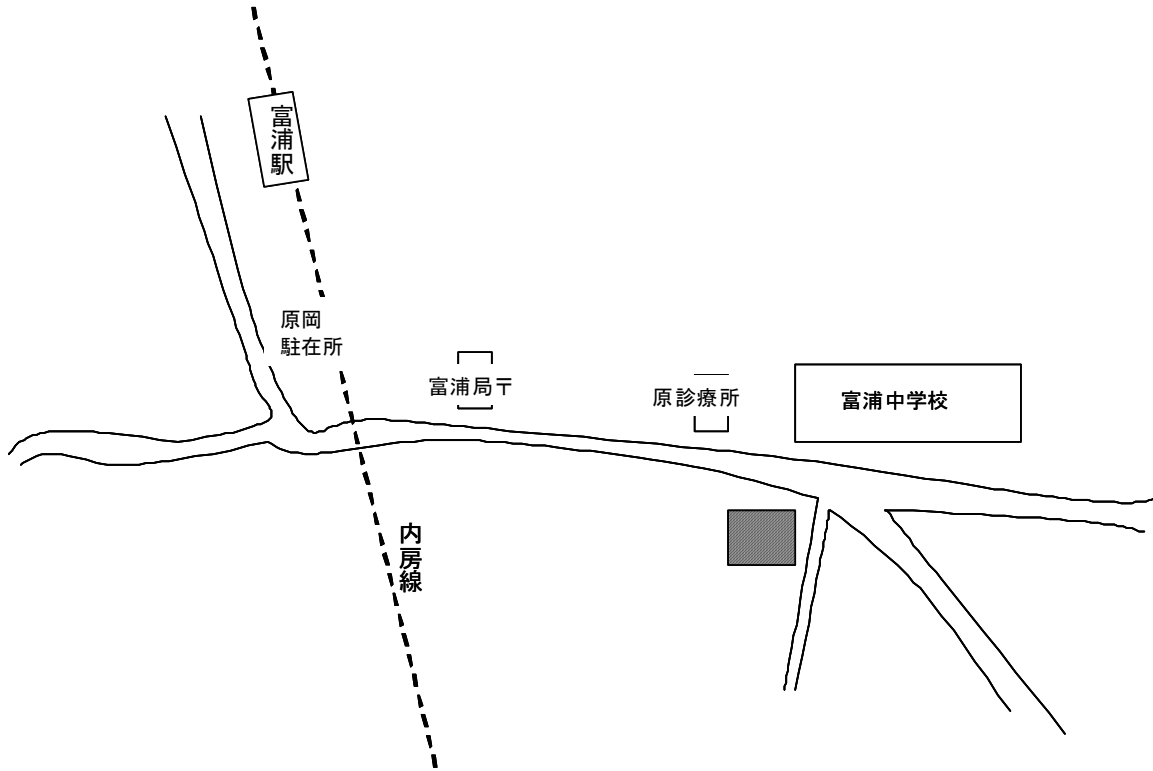 富浦駅
原岡
駐在所
富浦局〒
原診療所
富浦中学校
内房線